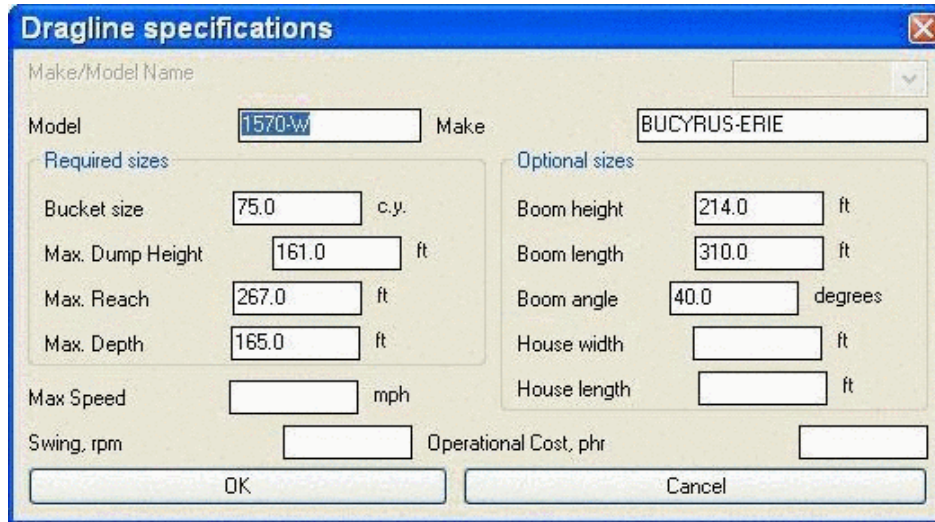 Dragline specifications
Make/Model Name
Model 1570-W Make BUCYRUS-ERIE
Required sizes Optional sizes
Bucket size 75.0 c.y. Boom height 214.0 ft
Max. Dump Height 161.0 ft Boom length 310.0 ft
Max. Reach 267.0 ft Boom angle 40.0 degrees
Max. Depth 165.0 ft House width ft
House length ft
Max Speed mph
Swing, rpm Operational Cost, phr
OK Cancel